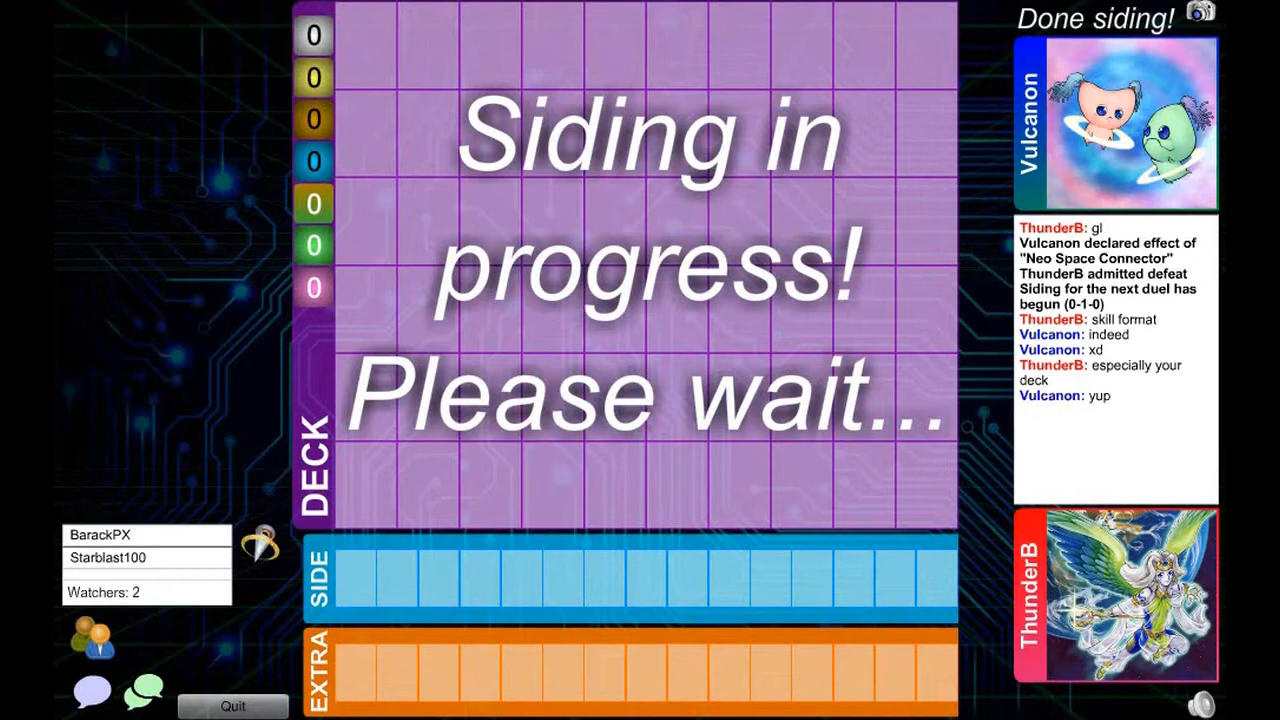 Done siding!
0
0
0
0
0
0
0
DECK
Siding in
progress!
Please wait...
SIDE
EXTRA
Vulcanon
ThunderB: gl
Vulcanon declared effect of
"Neo Space Connector"
ThunderB admitted defeat
Siding for the next duel has
begun (0-1-0)
ThunderB: skill format
Vulcanon: indeed
Vulcanon: xd
ThunderB: especially your
deck
Vulcanon: yup
ThunderB
BarackPX
Starblast100
Watchers: 2
Quit